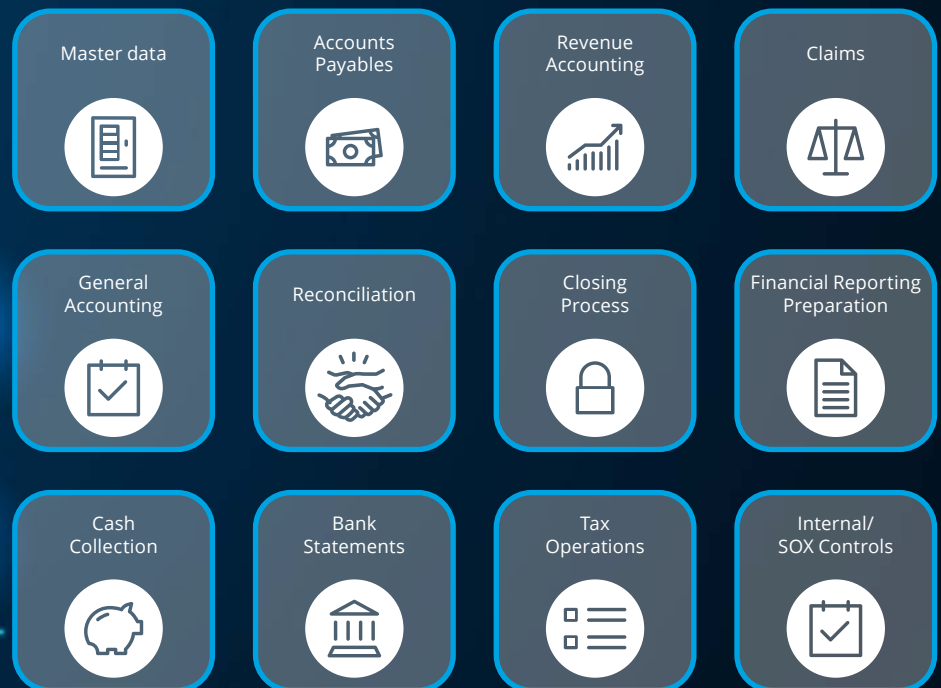 Master data
Accounts
Payables
Revenue
Accounting
Claims
General
Accounting
Reconciliation
Closing
Process
Financial Reporting
Preparation
Cash
Collection
Bank
Statements
Tax
Operations
Internal/
SOX Controls